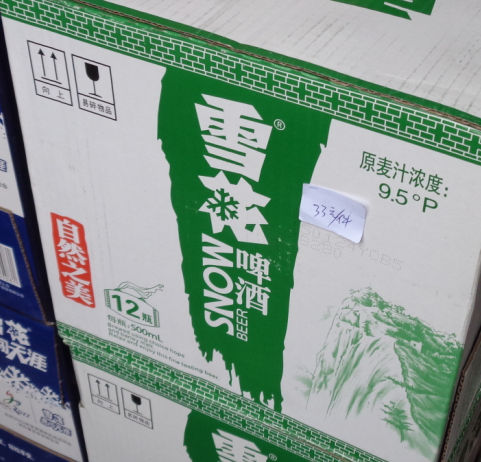 向上
易碎物品
雪花
®
SNOW
BEER
啤酒
原麦汁浓度:
9.5°P
33元/件
自然之美
12瓶
每瓶:500mL
雪